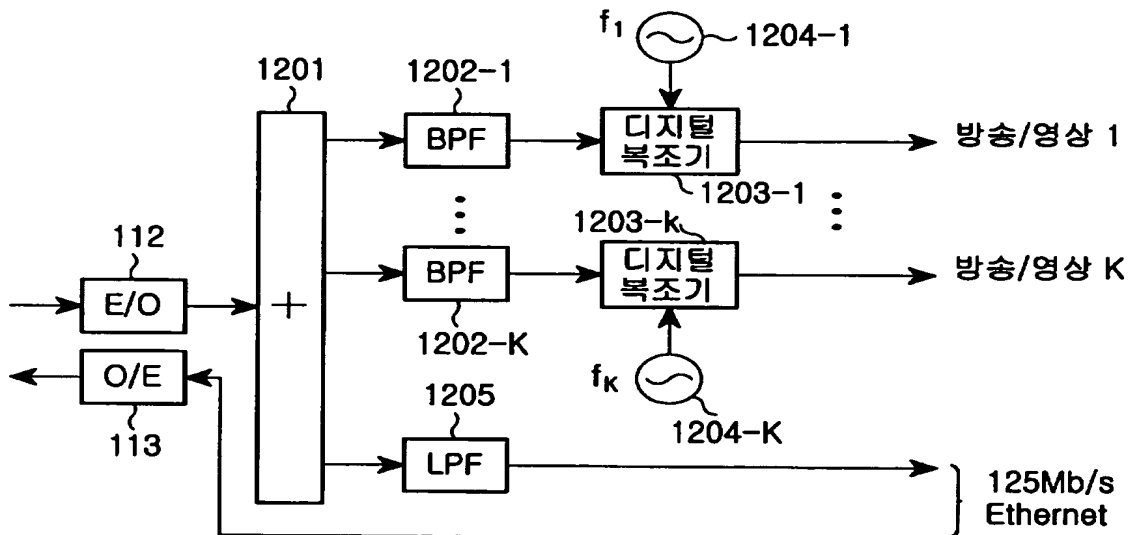 f1
1204-1
1201
1202-1
BPF
디지털
복조기
방송/영상 1
1203-1
1203-k
112
E/O
+
BPF
디지털
복조기
방송/영상 K
1202-K
O/E
113
fK
1204-K
1205
LPF
125Mb/s
Ethernet